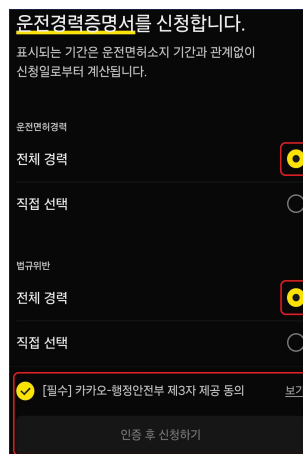 운전경력증명서를 신청합니다.
표시되는 기간은 운전면허소지 기간과 관계없이
신청일로부터 계산됩니다.
운전면허경력
전체 경력
직접 선택
법규위반
전체 경력
직접 선택
[필수] 카카오-행정안전부 제3자 제공 동의 보기
인증 후 신청하기